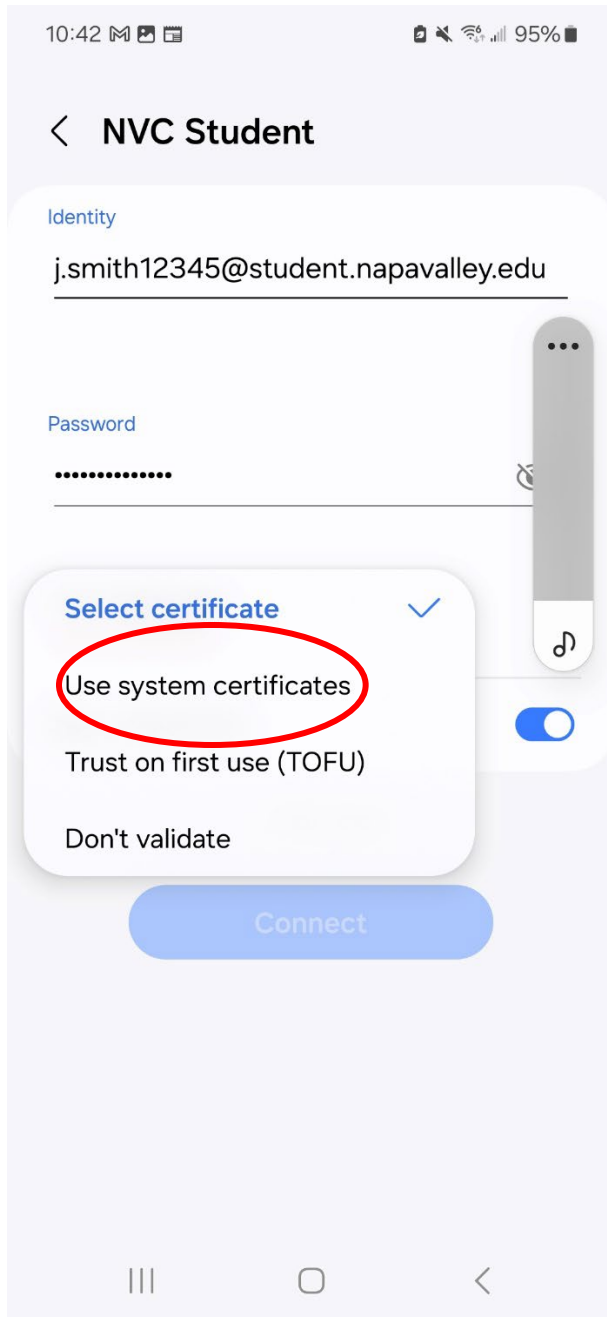 10:42 95%
NVC Student
Identity
j.smith12345@student.napavalley.edu
Password
••••••••••••••
Select certificate
Use system certificates
Trust on first use (TOFU)
Don't validate
Connect